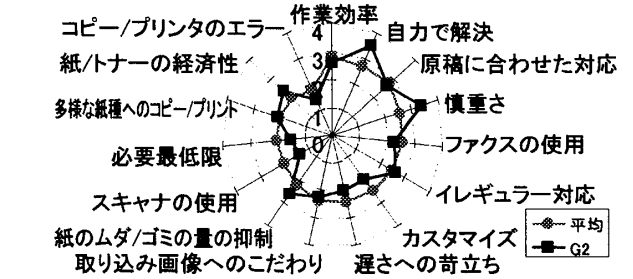 作業効率
4
3
2
1
0
自力で解決
原稿に合わせた対応
慎重さ
ファクスの使用
イレギュラー対応
カスタマイズ
遅さへの苛立ち
取り込み画像へのこだわり
紙のムダ/ゴミの量の抑制
スキャナの使用
必要最低限
多様な紙種へのコピー/プリント
紙/トナーの経済性
コピー/プリンタのエラー
平均
G2